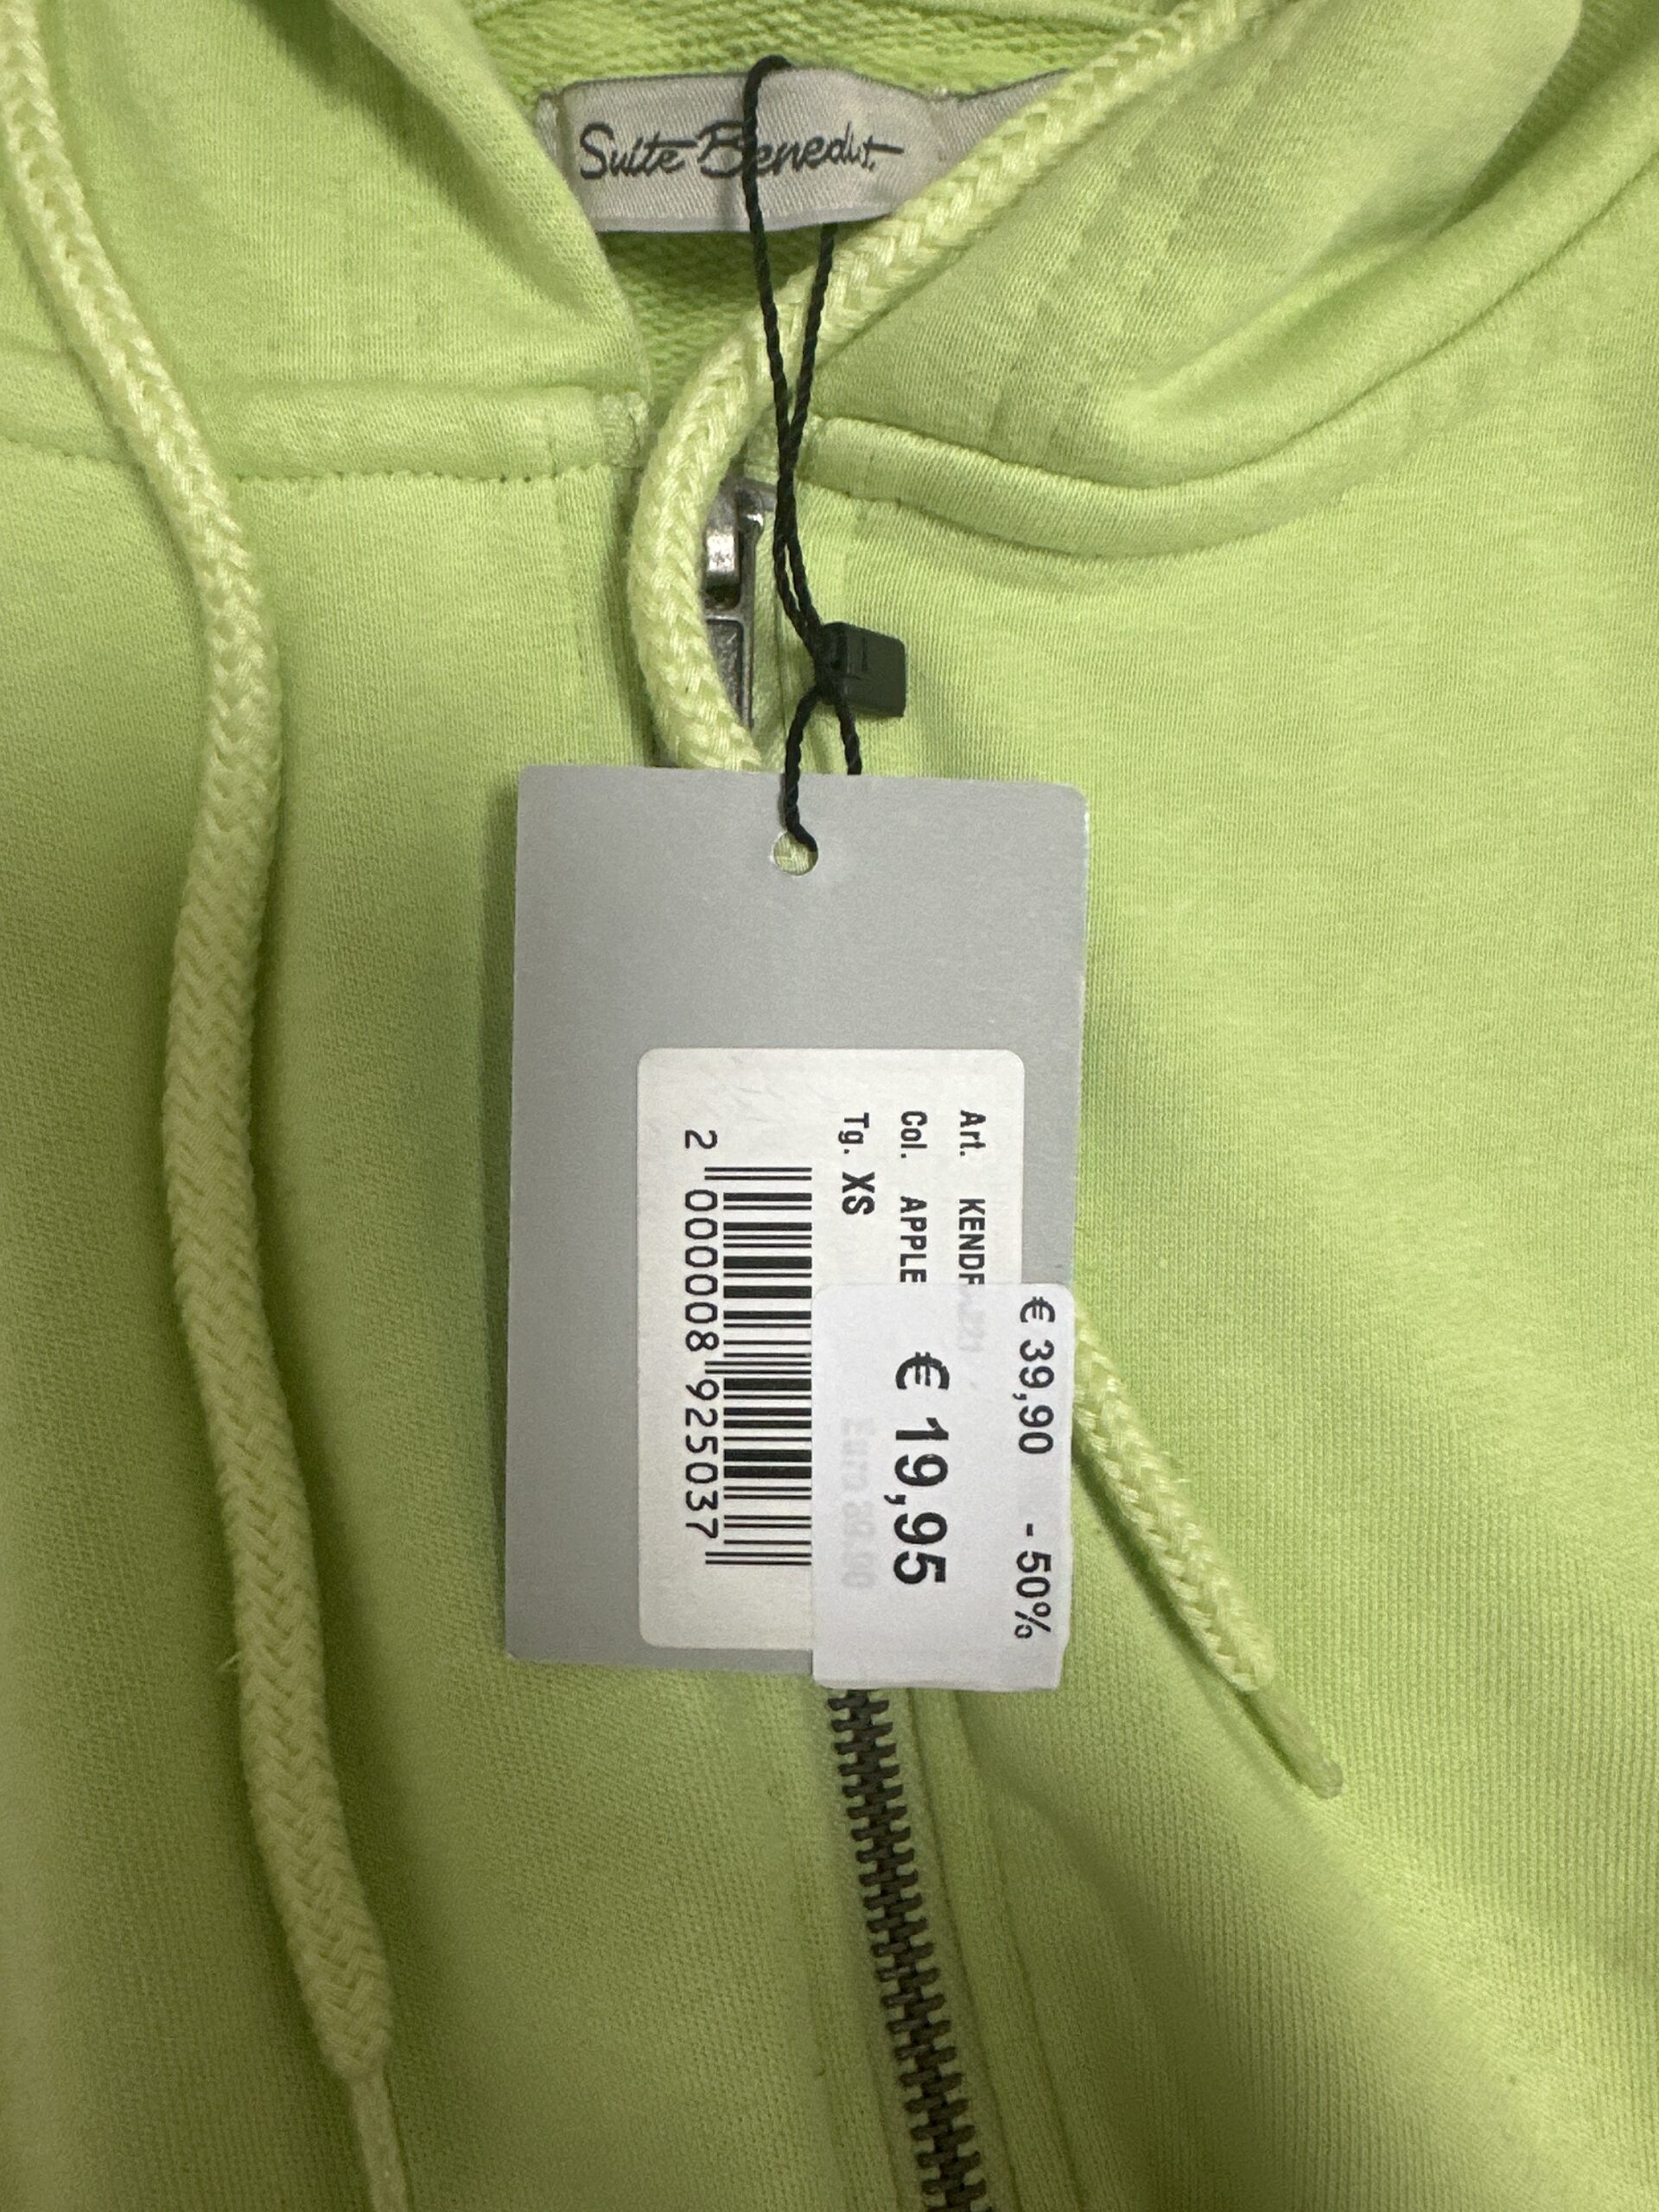 Suite Benedict
Art. KENDF
Col. APPLE
Tg. XS
2 000008 925037
€ 39,90 - 50%
€ 19,95